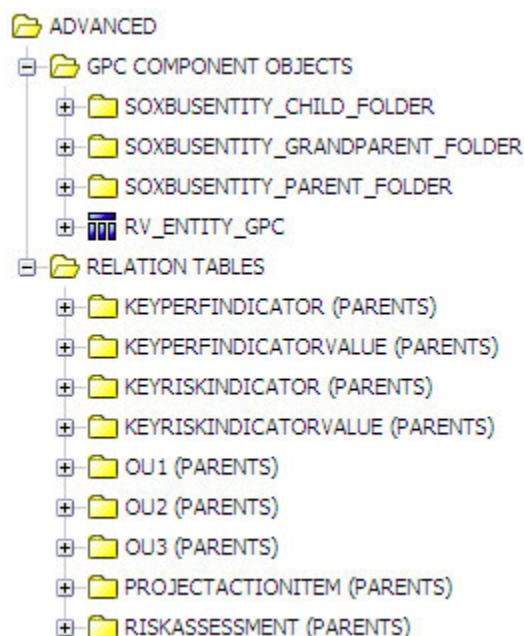 ADVANCED
GPC COMPONENT OBJECTS
SOXBUSENTITY_CHILD_FOLDER
SOXBUSENTITY_GRANDPARENT_FOLDER
SOXBUSENTITY_PARENT_FOLDER
RV_ENTITY_GPC
RELATION TABLES
KEYPERFINDICATOR (PARENTS)
KEYPERFINDICATORVALUE (PARENTS)
KEYRISKINDICATOR (PARENTS)
KEYRISKINDICATORVALUE (PARENTS)
OU1 (PARENTS)
OU2 (PARENTS)
OU3 (PARENTS)
PROJECTACTIONITEM (PARENTS)
RISKASSESSMENT (PARENTS)